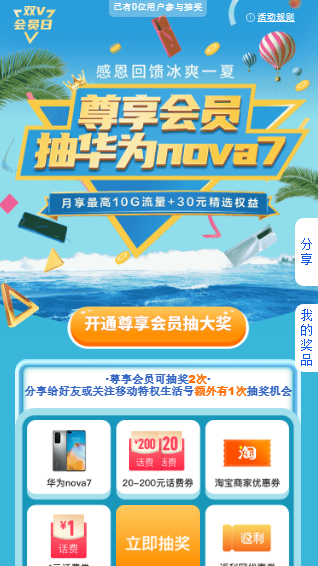 已有0位用户参与抽奖
双V
会员日
活动规则
感恩回馈冰爽一夏
尊享会员
抽华为nova7
月享最高10G流量+30元精选权益
分享
我的奖品
开通尊享会员抽大奖
·尊享会员可抽奖2次·
分享给好友或关注移动特权生活号额外有1次抽奖机会
¥200
¥20
话费
话费
淘
华为nova7
20-200元话费券
淘宝商家优惠券
¥1
话费
立即抽奖